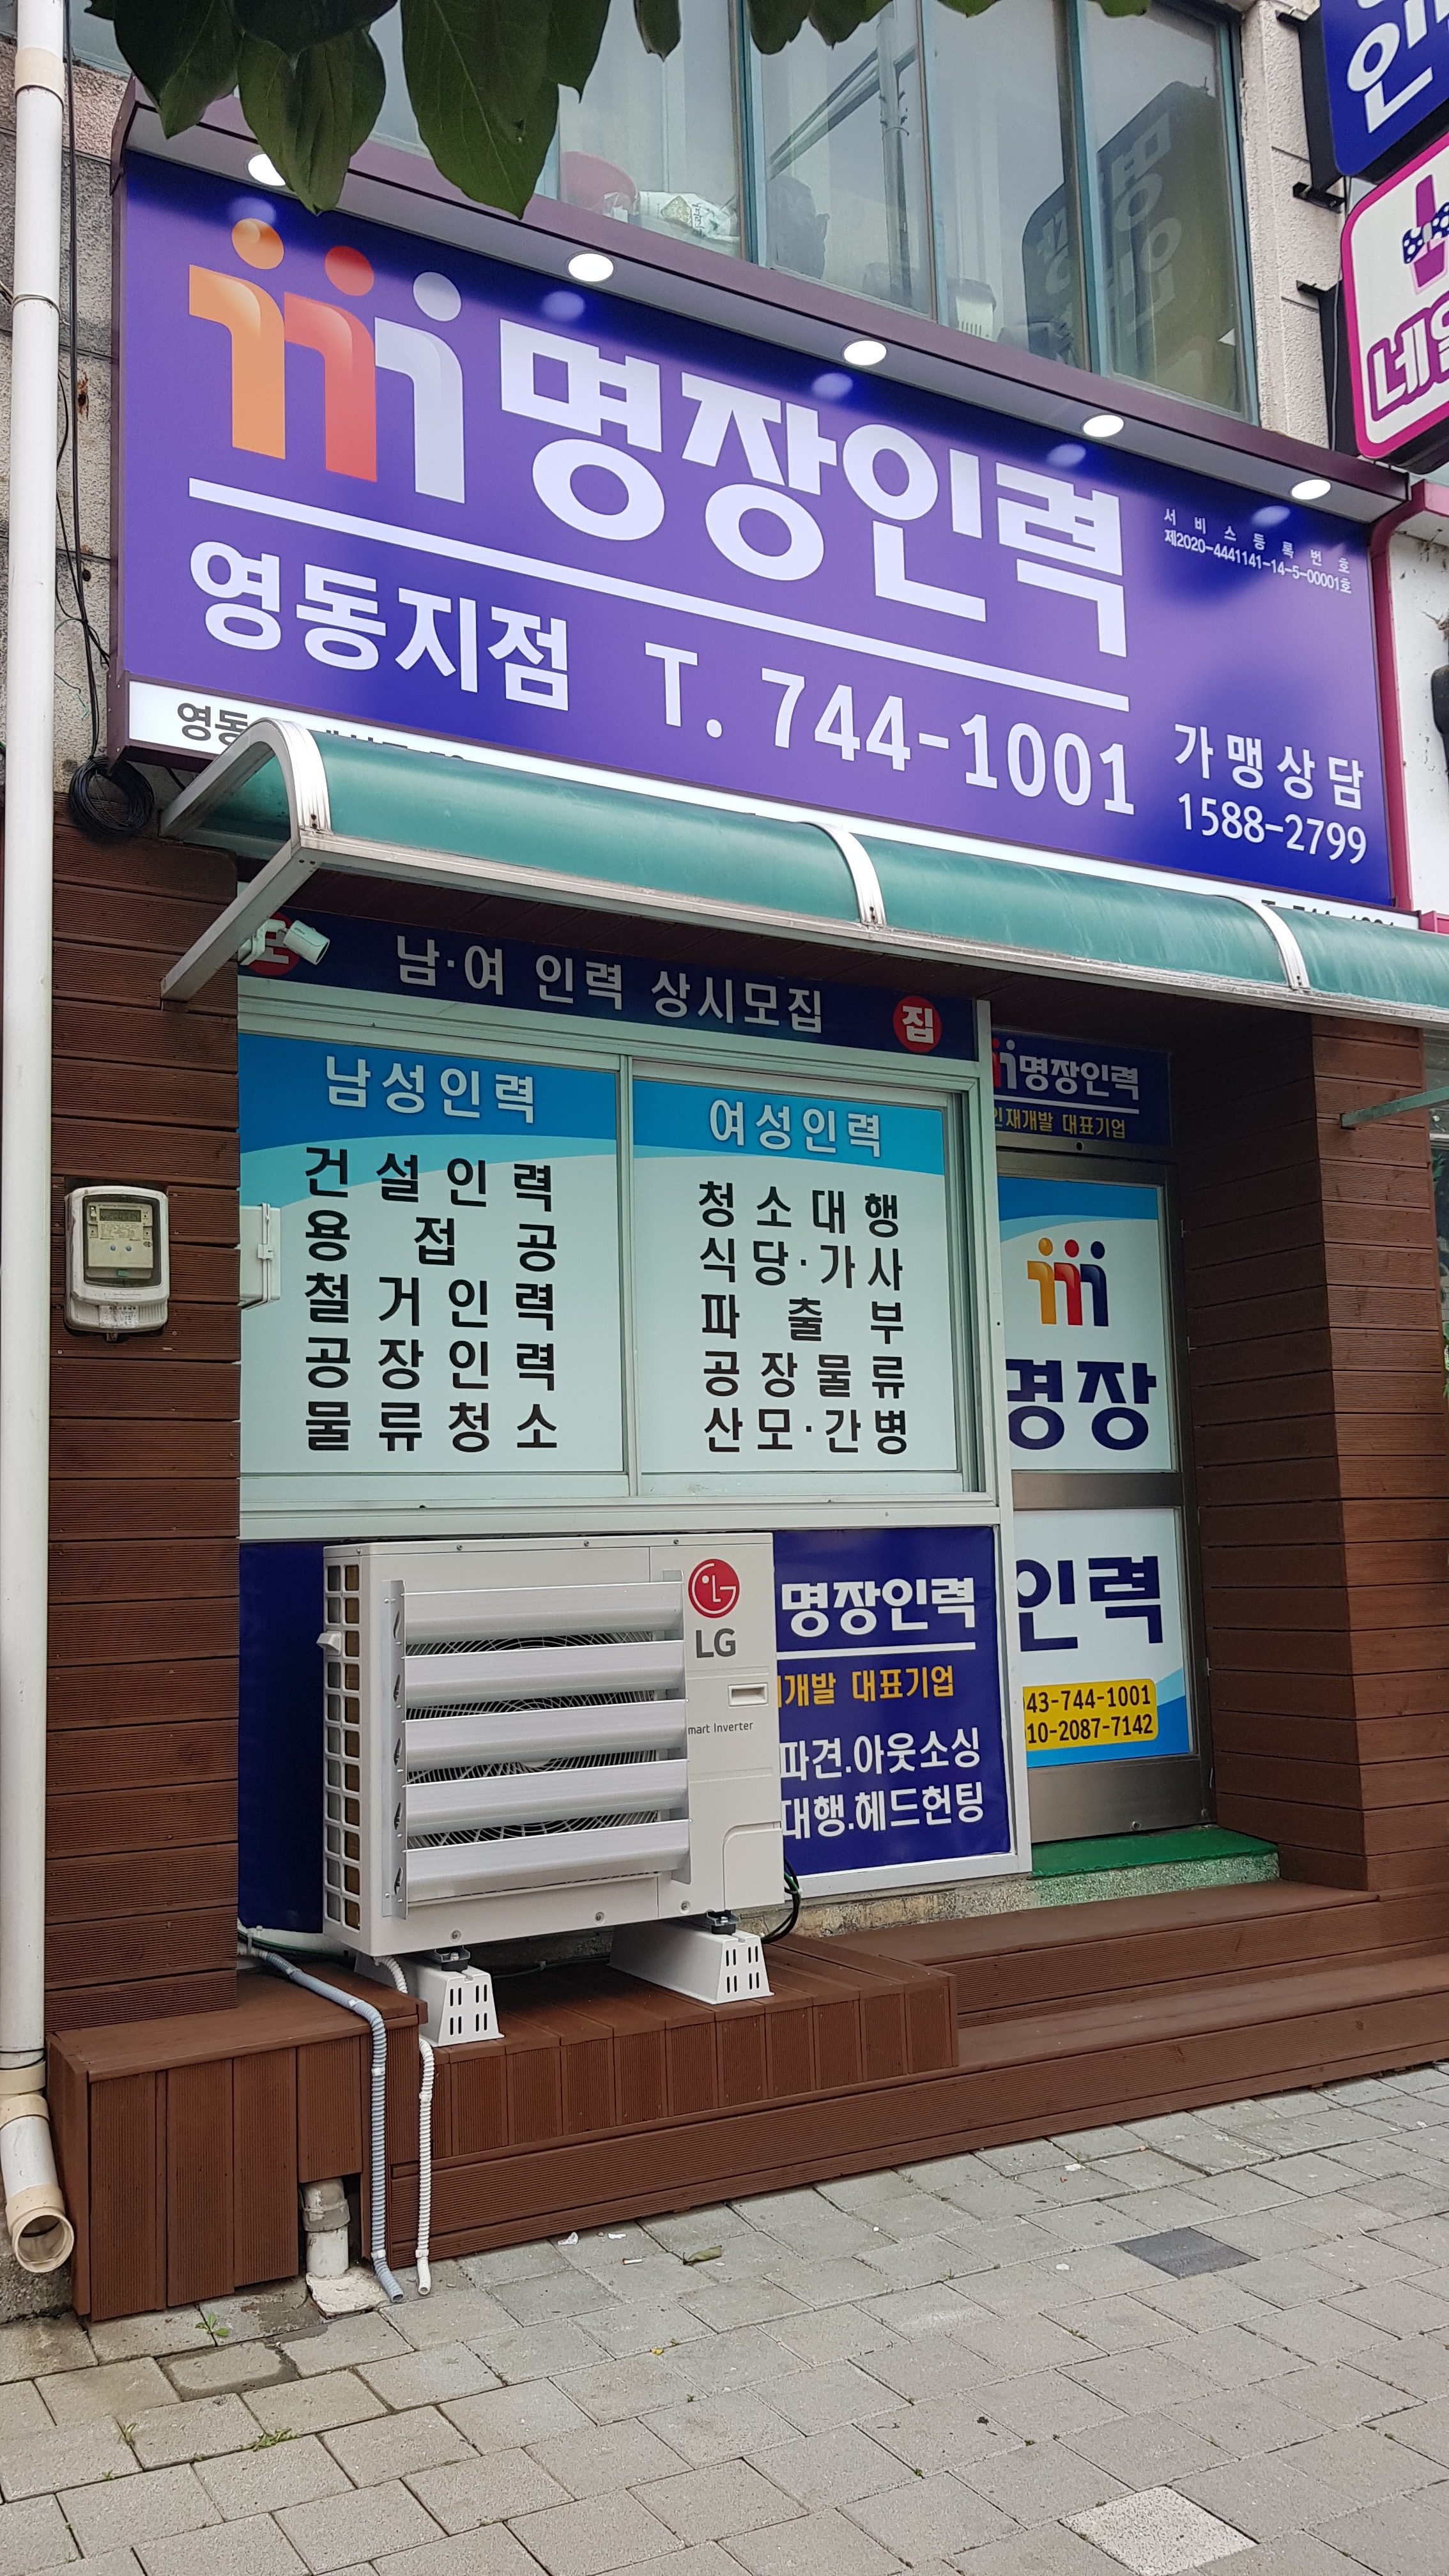 명장인력
서비스등록번호
제2020-4441141-14-5-00001호
영동지점 T. 744-1001
가맹상담
1588-2799
영동
남·여 인력 상시모집
집
남성인력
건설인력
용접공
철거인력
공장인력
물류청소
여성인력
청소대행
식당·가사
파출부
공장물류
산모·간병
명장인력
인재개발 대표기업
명장
인력
43-744-1001
10-2087-7142
LG
mart Inverter
명장인력
개발 대표기업
파견.아웃소싱
대행.헤드헌팅
인
네일